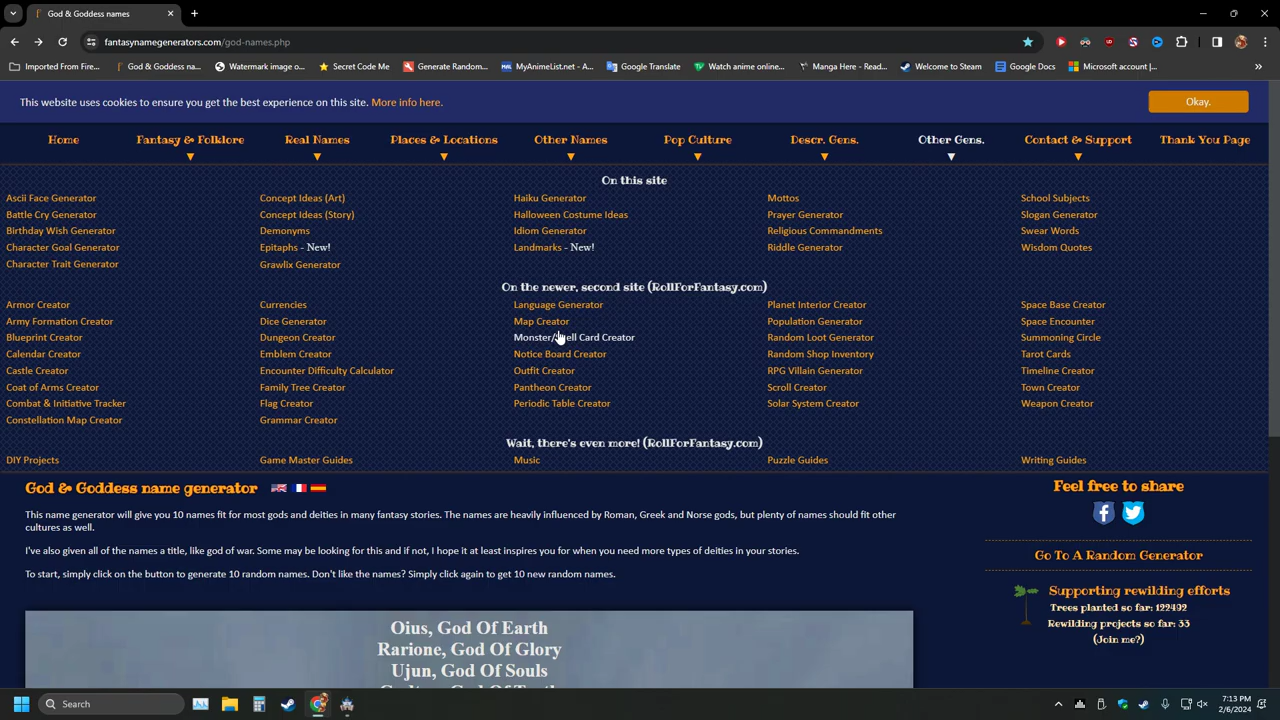 God & Goddess names
fantasynamegenerators.com/god-names.php
Imported From Fire... God & Goddess na... Watermark image o... Secret Code Me Generate Random... MyAnimeList.net - A... Google Translate Watch anime online... Manga Here - Read... Welcome to Steam Google Docs Microsoft account |...
This website uses cookies to ensure you get the best experience on this site. More info here. Okay.
Home Fantasy & Folklore Real Names Places & Locations Other Names Pop Culture Descr. Gens. Other Gens. Contact & Support Thank You Page
On this site
Ascii Face Generator Concept Ideas (Art) Haiku Generator Mottos School Subjects
Battle Cry Generator Concept Ideas (Story) Halloween Costume Ideas Prayer Generator Slogan Generator
Birthday Wish Generator Demonyms Idiom Generator Religious Commandments Swear Words
Character Goal Generator Epitaphs - New! Landmarks - New! Riddle Generator Wisdom Quotes
Character Trait Generator Grawlix Generator
On the newer, second site (RollForFantasy.com)
Armor Creator Currencies Language Generator Planet Interior Creator Space Base Creator
Army Formation Creator Dice Generator Map Creator Population Generator Space Encounter
Blueprint Creator Dungeon Creator Monster/Spell Card Creator Random Loot Generator Summoning Circle
Calendar Creator Emblem Creator Notice Board Creator Random Shop Inventory Tarot Cards
Castle Creator Encounter Difficulty Calculator Outfit Creator RPG Villain Generator Timeline Creator
Coat of Arms Creator Family Tree Creator Pantheon Creator Scroll Creator Town Creator
Combat & Initiative Tracker Flag Creator Periodic Table Creator Solar System Creator Weapon Creator
Constellation Map Creator Grammar Creator
Wait, there's even more! (RollForFantasy.com)
DIY Projects Game Master Guides Music Puzzle Guides Writing Guides
God & Goddess name generator
This name generator will give you 10 names fit for most gods and deities in many fantasy stories. The names are heavily influenced by Roman, Greek and Norse gods, but plenty of names should fit other
cultures as well.
I've also given all of the names a title, like god of war. Some may be looking for this and if not, I hope it at least inspires you for when you need more types of deities in your stories.
To start, simply click on the button to generate 10 random names. Don't like the names? Simply click again to get 10 new random names.
Oius, God Of Earth
Rarione, God Of Glory
Ujun, God Of Souls
Feel free to share
Go To A Random Generator
Supporting rewilding efforts
Trees planted so far: 122492
Rewilding projects so far: 33
(Join me?)
Search
7:13 PM
2/6/2024